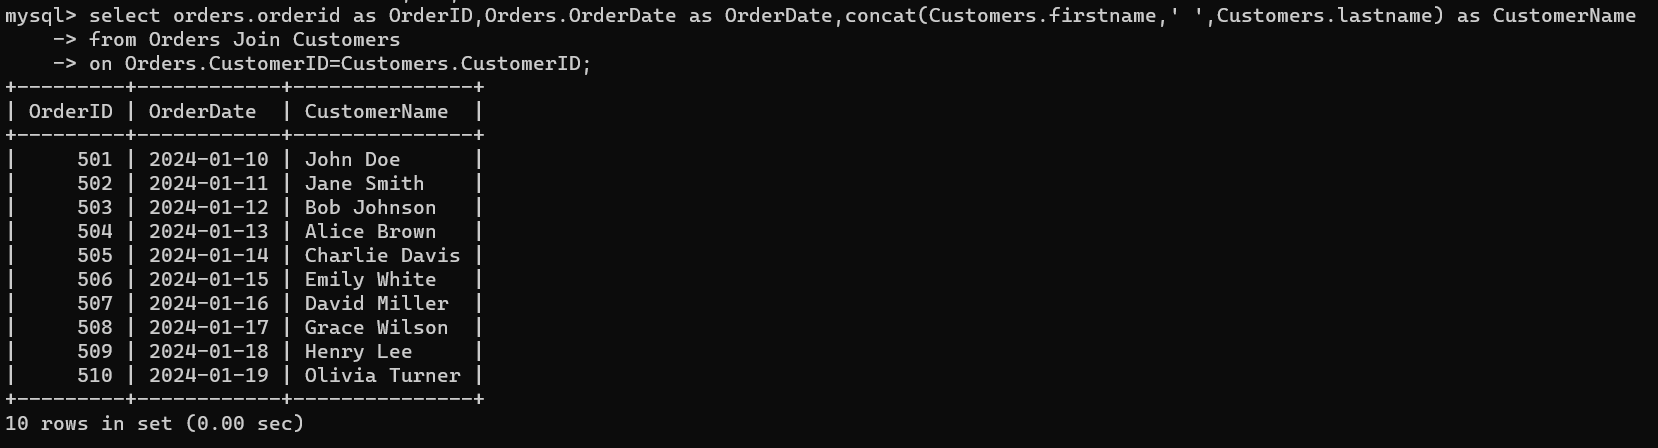 mysql> select orders.orderid as OrderID,Orders.OrderDate as OrderDate,concat(Customers.firstname,' ',Customers.lastname) as CustomerName
    -> from Orders Join Customers
    -> on Orders.CustomerID=Customers.CustomerID;
+---------+------------+---------------+
| OrderID | OrderDate  | CustomerName  |
+---------+------------+---------------+
|     501 | 2024-01-10 | John Doe      |
|     502 | 2024-01-11 | Jane Smith    |
|     503 | 2024-01-12 | Bob Johnson   |
|     504 | 2024-01-13 | Alice Brown   |
|     505 | 2024-01-14 | Charlie Davis |
|     506 | 2024-01-15 | Emily White   |
|     507 | 2024-01-16 | David Miller  |
|     508 | 2024-01-17 | Grace Wilson  |
|     509 | 2024-01-18 | Henry Lee     |
|     510 | 2024-01-19 | Olivia Turner |
+---------+------------+---------------+
10 rows in set (0.00 sec)